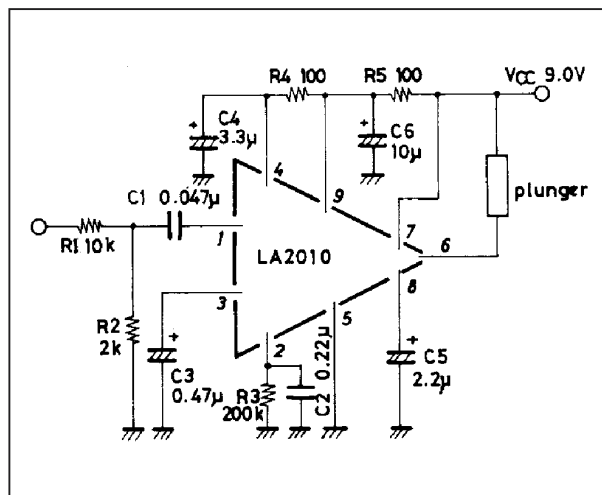 R4 100
R5 100
VCC 9.0V
+
C4
3.3μ
+
C6
10μ
4
9
plunger
C1 0.047μ
7
R1 10k
1
LA2010
6
3
8
5
R2
2k
+
2
0.22μ
+
C5
2.2μ
C3
0.47μ
R3
200k
C2